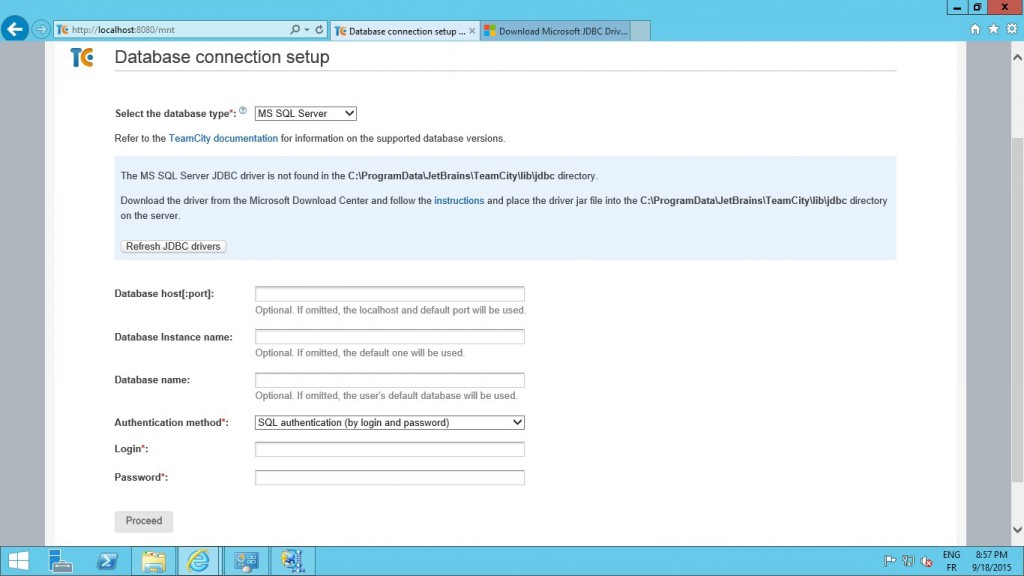 http://localhost:8080/mnt
TC Database connection setup ...
Download Microsoft JDBC Driv...
TC Database connection setup
Select the database type*: ? MS SQL Server
Refer to the TeamCity documentation for information on the supported database versions.
The MS SQL Server JDBC driver is not found in the C:\ProgramData\JetBrains\TeamCity\lib\jdbc directory.
Download the driver from the Microsoft Download Center and follow the instructions and place the driver jar file into the C:\ProgramData\JetBrains\TeamCity\lib\jdbc directory
on the server.
Refresh JDBC drivers
Database host[:port]:
Optional. If omitted, the localhost and default port will be used.
Database Instance name:
Optional. If omitted, the default one will be used.
Database name:
Optional. If omitted, the user's default database will be used.
Authentication method*: SQL authentication (by login and password)
Login*:
Password*:
Proceed
ENG 8:57 PM
FR 9/18/2015